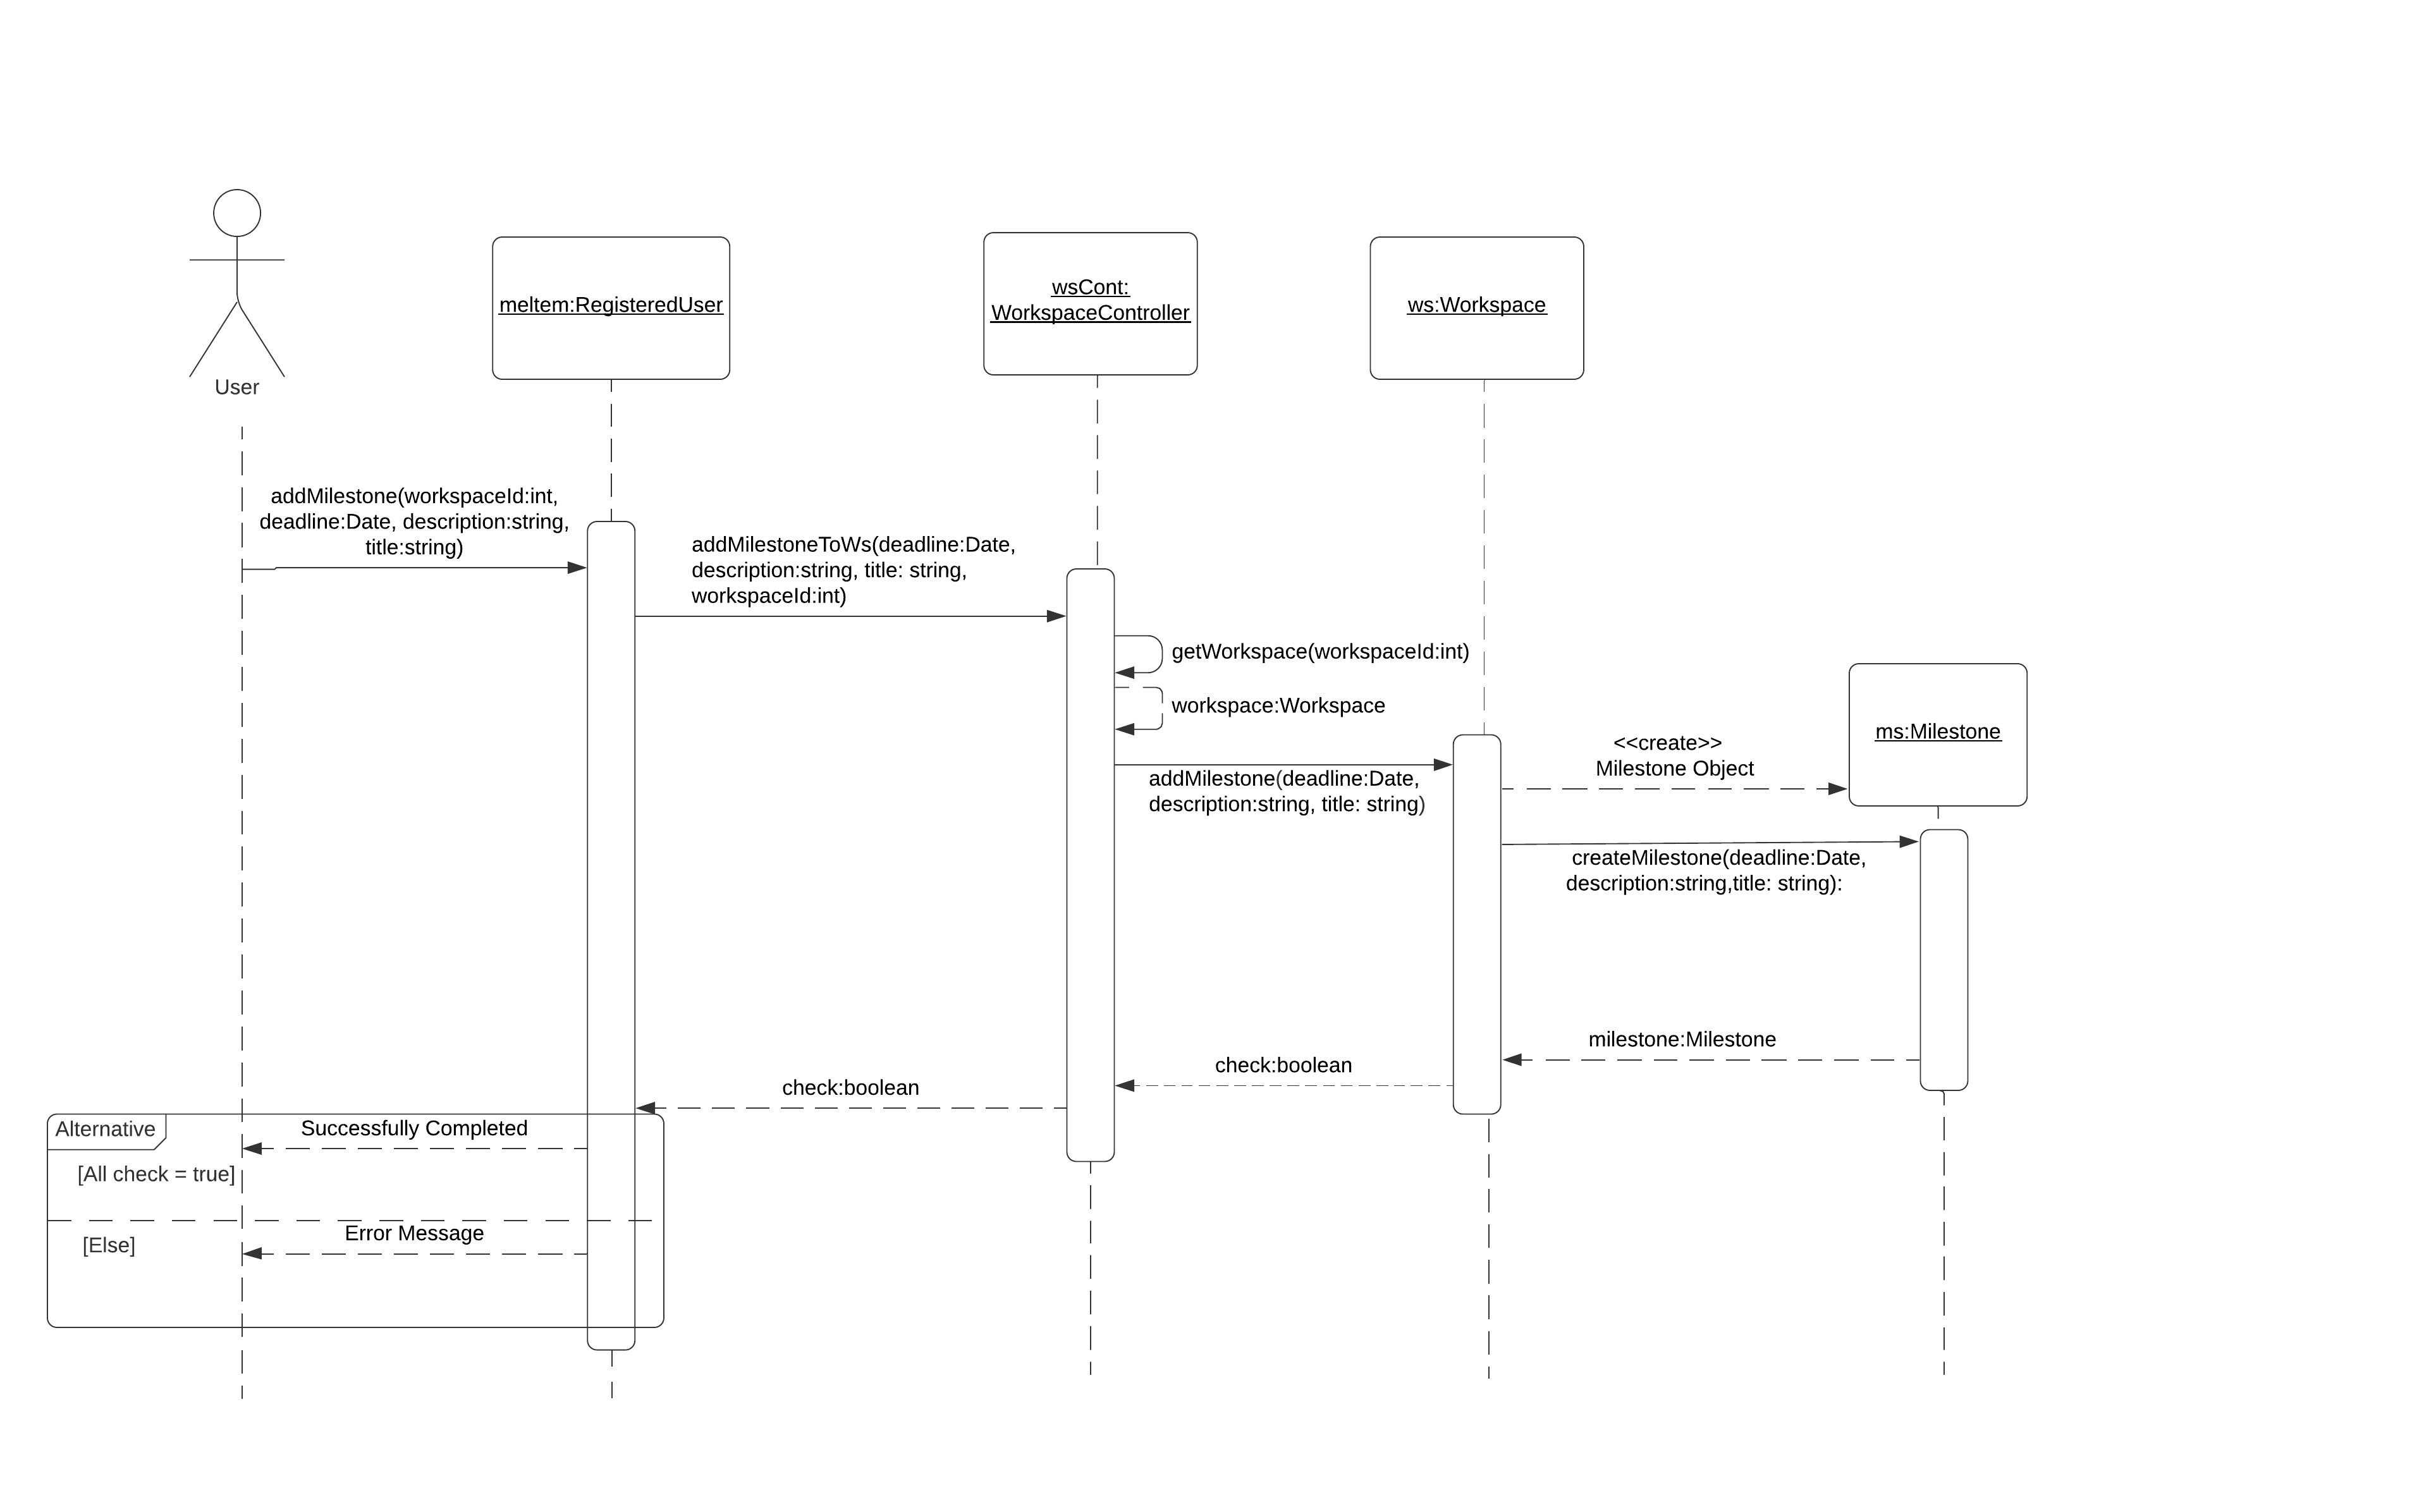 User
meltem:RegisteredUser
wsCont:
WorkspaceController
ws:Workspace
addMilestone(workspaceId:int,
deadline:Date, description:string,
title:string)
addMilestoneToWs(deadline:Date,
description:string, title: string,
workspaceId:int)
getWorkspace(workspaceId:int)
workspace:Workspace
ms:Milestone
<<create>>
Milestone Object
addMilestone(deadline:Date,
description:string, title: string)
createMilestone(deadline:Date,
description:string,title: string):
milestone:Milestone
check:boolean
check:boolean
Alternative
Successfully Completed
[All check = true]
Error Message
[Else]